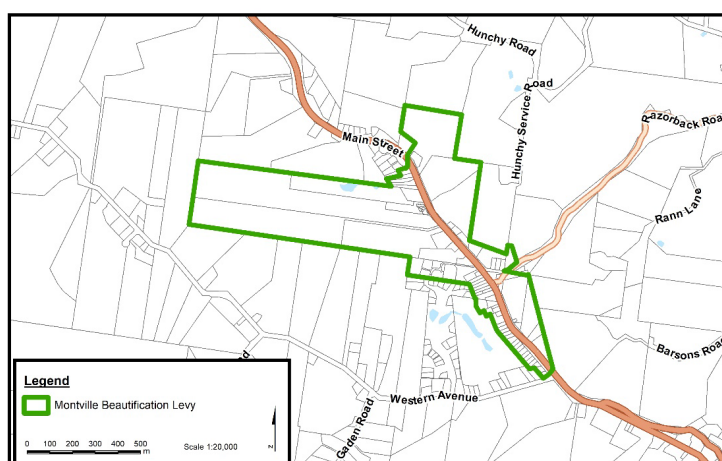 Hunchy Road
Hunchy Service Road
Razorback Road
Main Street
Rann Lane
Barsons Road
Western Avenue
Gaden Road
Legend
Montville Beautification Levy
0 100 200 300 400 500
m
Scale 1:20,000
z